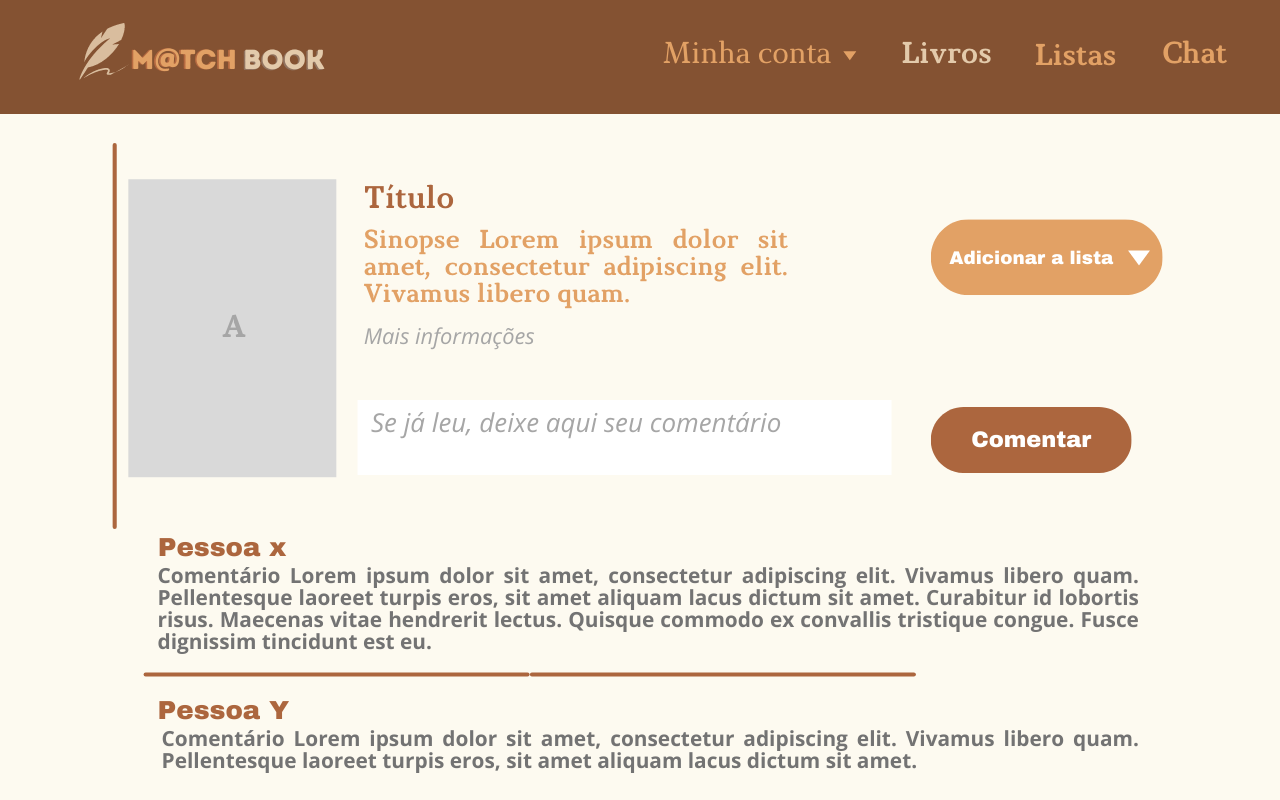 M@TCH BOOK
Minha conta
Livros
Listas
Chat
Título
Sinopse Lorem ipsum dolor sit
amet, consectetur adipiscing elit.
Vivamus libero quam.
Mais informações
Adicionar a lista
A
Se já leu, deixe aqui seu comentário
Comentar
Pessoa x
Comentário Lorem ipsum dolor sit amet, consectetur adipiscing elit. Vivamus libero quam.
Pellentesque laoreet turpis eros, sit amet aliquam lacus dictum sit amet. Curabitur id lobortis
risus. Maecenas vitae hendrerit lectus. Quisque commodo ex convallis tristique congue. Fusce
dignissim tincidunt est eu.
Pessoa Y
Comentário Lorem ipsum dolor sit amet, consectetur adipiscing elit. Vivamus libero quam.
Pellentesque laoreet turpis eros, sit amet aliquam lacus dictum sit amet.